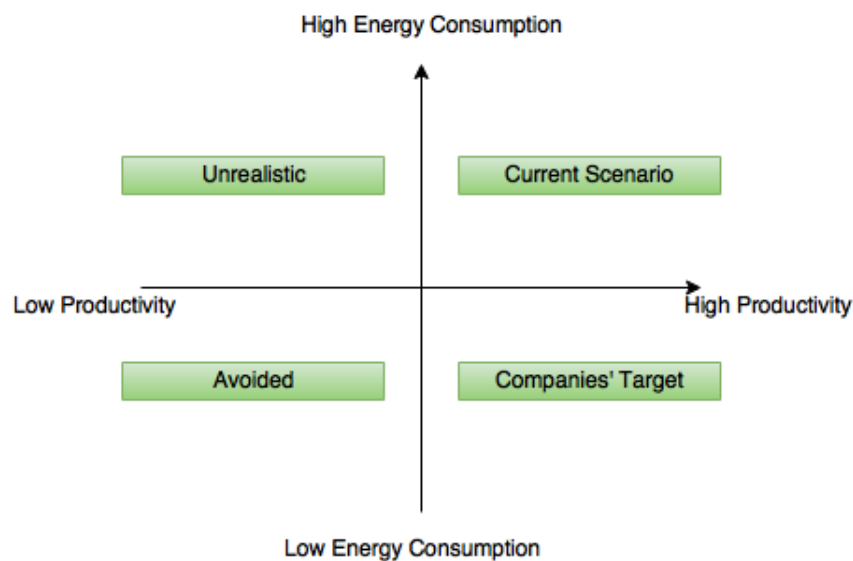 High Energy Consumption
Unrealistic
Current Scenario
Low Productivity
High Productivity
Avoided
Companies' Target
Low Energy Consumption